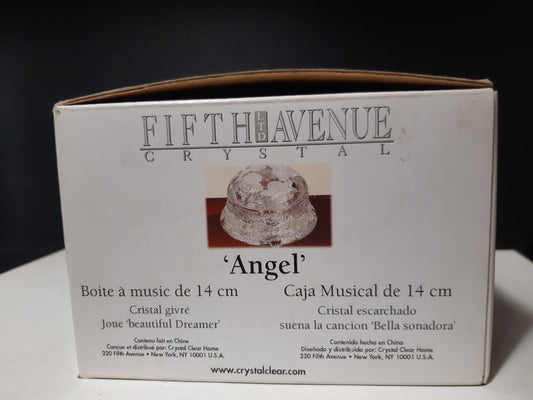 FIFTH LTD AVENUE
CRYSTAL
'Angel'
Boite à music de 14 cm
Cristal givré
Joue 'beautiful Dreamer'
Contenu fait en Chine
Conçue et distribué par: Crystal Clear Home
220 Fifth Avenue • New York, NY 10001 U.S.A.
Caja Musical de 14 cm
Cristal escarchado
suena la cancion 'Bella sonadora'
Contenido hecho en China
Diseñado y distribuido por: Crystal Clear Home
220 Fifth Avenue • New York, NY 10001 U.S.A.
www.crystalclear.com